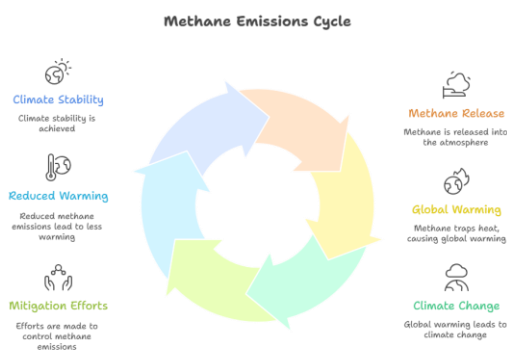 Methane Emissions Cycle
Climate Stability
Climate stability is
achieved
Reduced Warming
Reduced methane
emissions lead to less
warming
Mitigation Efforts
Efforts are made to
control methane
emissions
Methane Release
Methane is released into
the atmosphere
Global Warming
Methane traps heat,
causing global warming
Climate Change
Global warming leads to
climate change